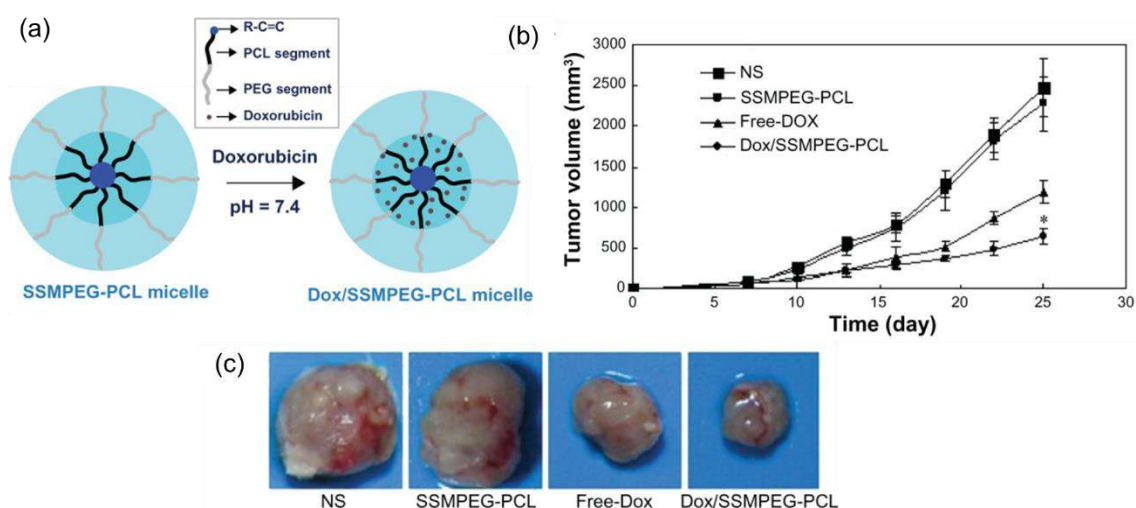 (a)
R-C=C
PCL segment
PEG segment
Doxorubicin
Doxorubicin
pH = 7.4
SSMPEG-PCL micelle
Dox/SSMPEG-PCL micelle
(b)
Tumor volume (mm³)
3000
2500
2000
1500
1000
500
0
NS
SSMPEG-PCL
Free-DOX
Dox/SSMPEG-PCL
*
0 5 10 15 20 25 30
Time (day)
(c)
NS SSMPEG-PCL Free-Dox Dox/SSMPEG-PCL